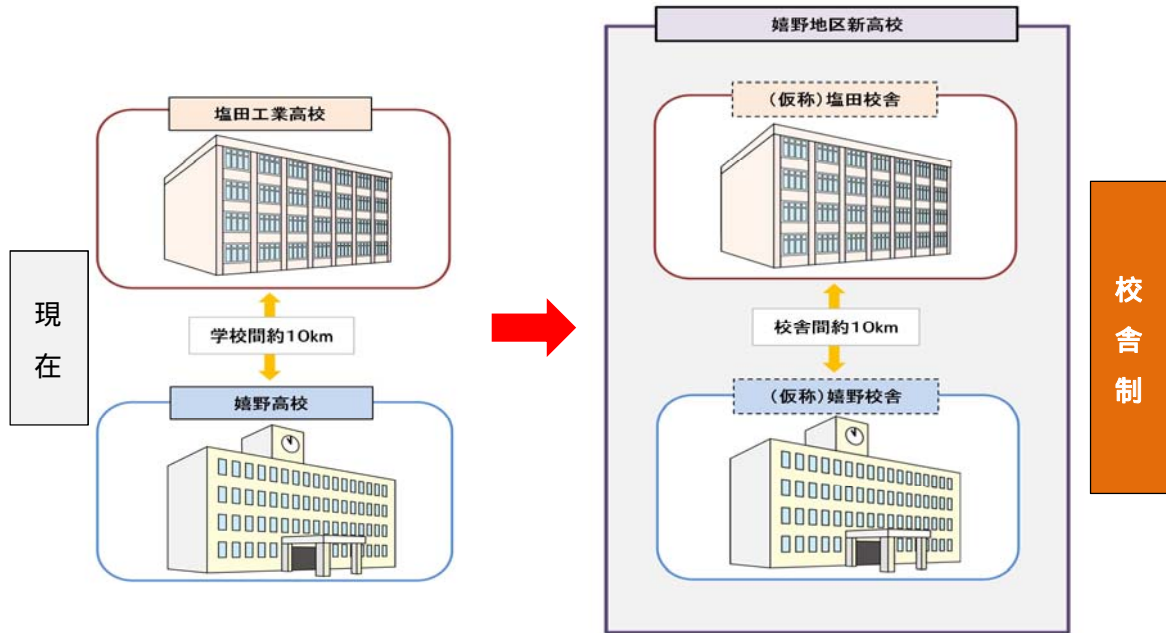 嬉野地区新高校
塩田工業高校
(仮称)塩田校舎
現在
学校間約10km
校舎間約10km
校舎制
嬉野高校
(仮称)嬉野校舎